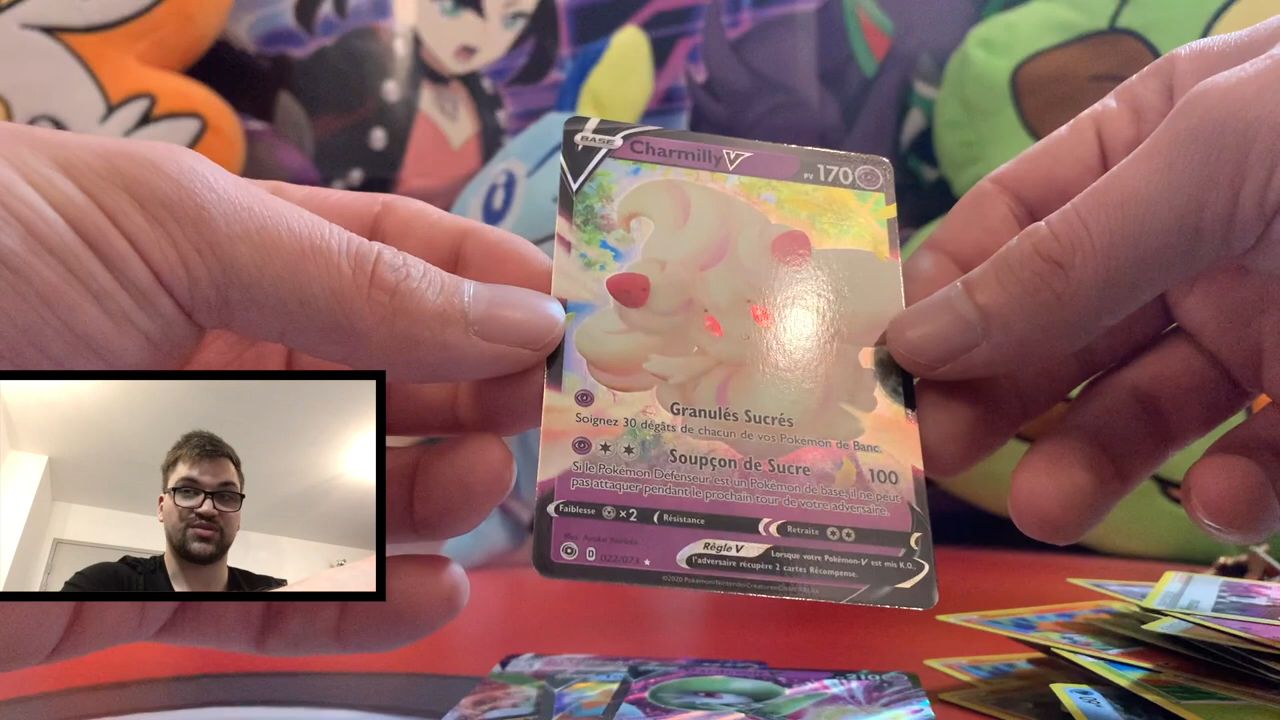 BASE
Charmilly V
PV 170
Granulés Sucrés
Soignez 30 dégâts de chacun de vos Pokémon de Banc.
Soupçon de Sucre 100
Si le Pokémon Défenseur est un Pokémon de base, il ne peut
pas attaquer pendant le prochain tour de votre adversaire.
Faiblesse ×2 Résistance Retraite
Règle V Lorsque votre Pokémon-V est mis K.O.,
l'adversaire récupère 2 cartes Récompense.
D 022/073
©2020 Pokémon/Nintendo
210